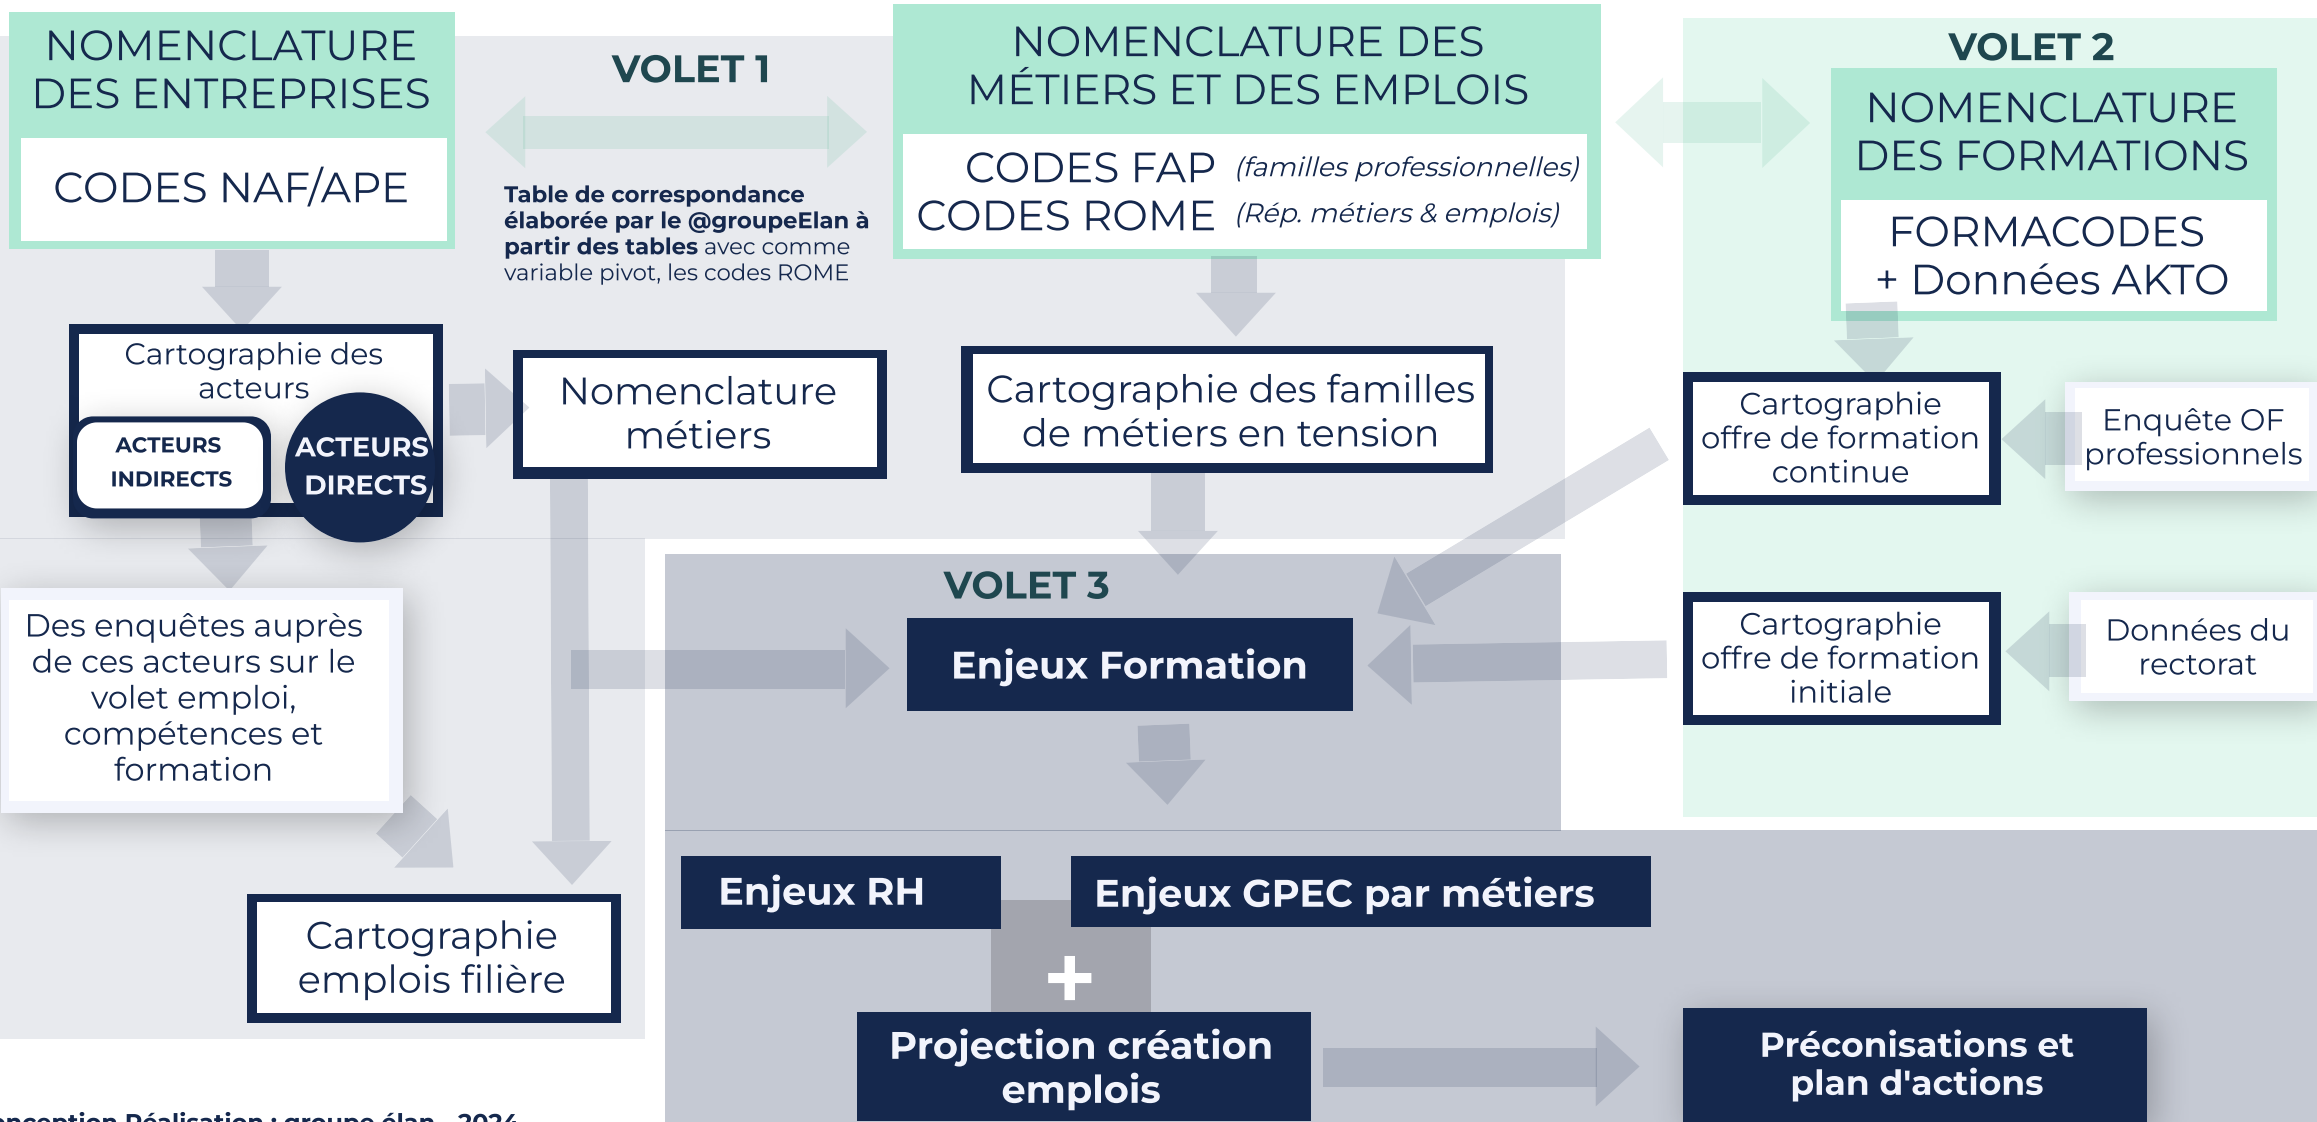 NOMENCLATURE
DES ENTREPRISES
CODES NAF/APE
VOLET 1
Table de correspondance
élaborée par le @groupeElan à
partir des tables avec comme
variable pivot, les codes ROME
NOMENCLATURE DES
MÉTIERS ET DES EMPLOIS
CODES FAP (familles professionnelles)
CODES ROME (Rép. métiers & emplois)
VOLET 2
NOMENCLATURE
DES FORMATIONS
FORMACODES
+ Données AKTO
Cartographie des
acteurs
ACTEURS
INDIRECTS
ACTEURS
DIRECTS
Nomenclature
métiers
Cartographie des familles
de métiers en tension
Cartographie
offre de formation
continue
Enquête OF
professionnels
Des enquêtes auprès
de ces acteurs sur le
volet emploi,
compétences et
formation
VOLET 3
Enjeux Formation
Cartographie
offre de formation
initiale
Données du
rectorat
Cartographie
emplois filière
Enjeux RH
Enjeux GPEC par métiers
+
Projection création
emplois
Préconisations et
plan d'actions
Réalisation : groupe élan - 2024